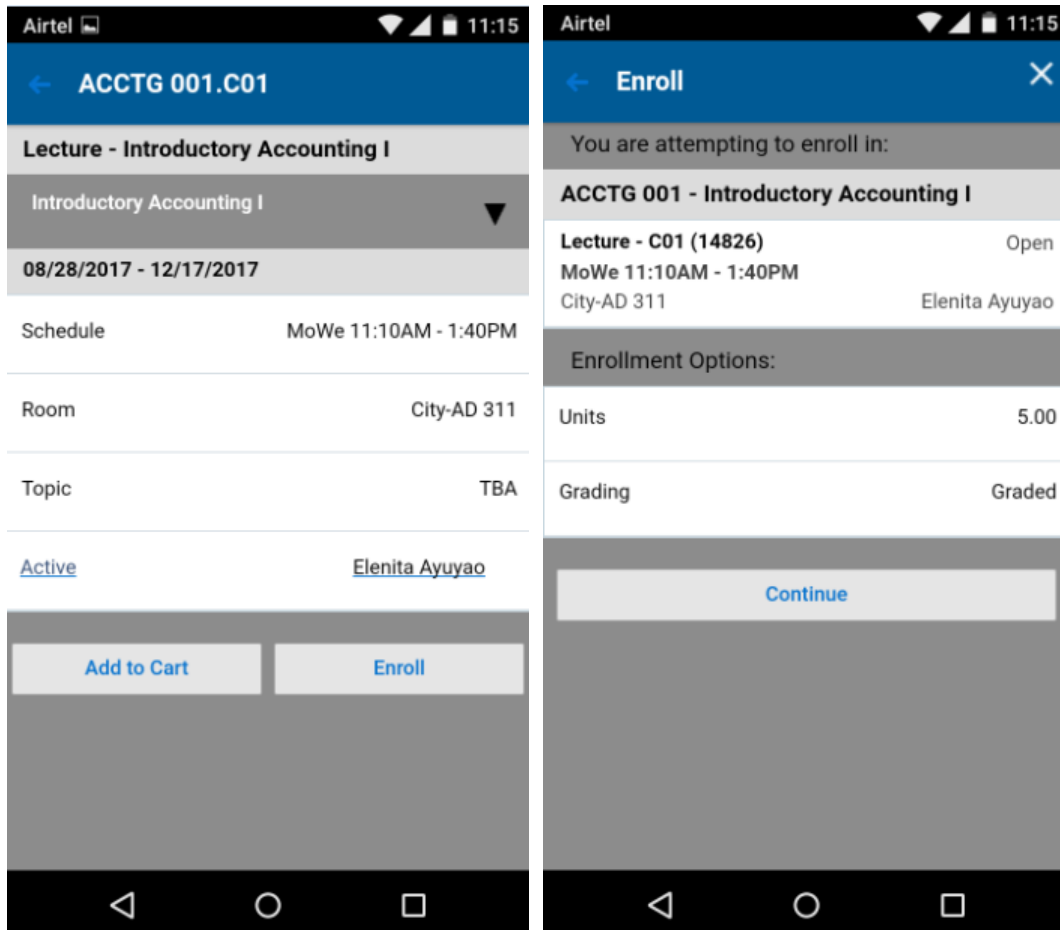 Airtel 11:15
ACCTG 001.C01
Lecture - Introductory Accounting I
Introductory Accounting I
08/28/2017 - 12/17/2017
Schedule MoWe 11:10AM - 1:40PM
Room City-AD 311
Topic TBA
Active Elenita Ayuyao
Add to Cart Enroll
Airtel 11:15
Enroll
You are attempting to enroll in:
ACCTG 001 - Introductory Accounting I
Lecture - C01 (14826) Open
MoWe 11:10AM - 1:40PM
City-AD 311 Elenita Ayuyao
Enrollment Options:
Units 5.00
Grading Graded
Continue